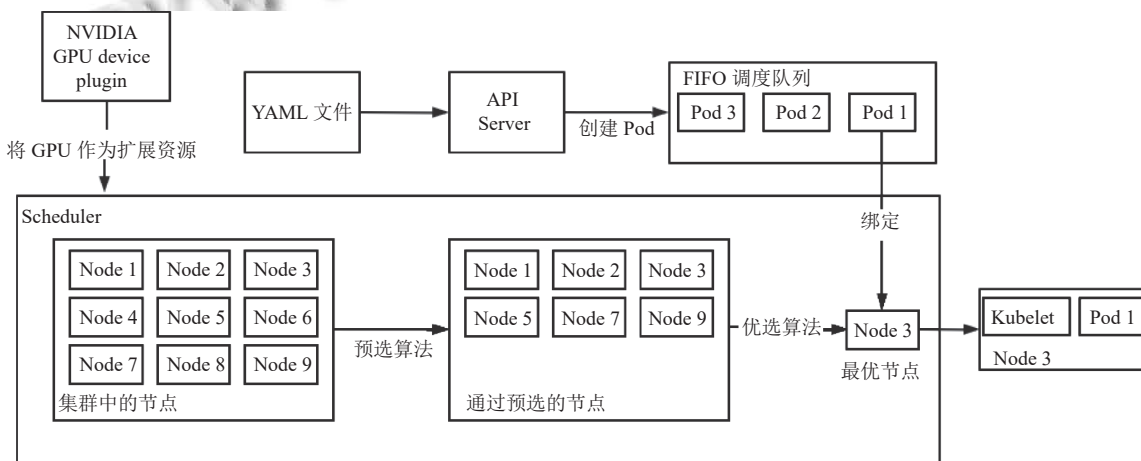 NVIDIA
GPU device
plugin
将 GPU 作为扩展资源
YAML 文件
API
Server
创建 Pod
FIFO 调度队列
Pod 3
Pod 2
Pod 1
绑定
Scheduler
Node 1
Node 2
Node 3
Node 4
Node 5
Node 6
Node 7
Node 8
Node 9
集群中的节点
预选算法
Node 1
Node 2
Node 3
Node 5
Node 7
Node 9
通过预选的节点
优选算法
Node 3
最优节点
Kubelet
Pod 1
Node 3